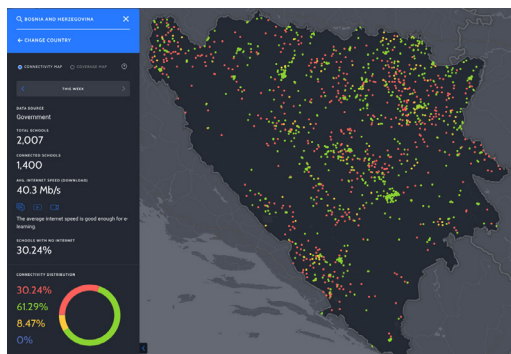 BOSNIA AND HERZEGOVINA
CHANGE COUNTRY
CONNECTIVITY MAP
COVERAGE MAP
THIS WEEK
DATA SOURCE
Government
TOTAL SCHOOLS
2,007
CONNECTED SCHOOLS
1,400
AVG. INTERNET SPEED (DOWNLOAD)
40.3 Mb/s
The average internet speed is good enough for e-
learning.
SCHOOLS WITH NO INTERNET
30.24%
CONNECTIVITY DISTRIBUTION
30.24%
61.29%
8.47%
0%